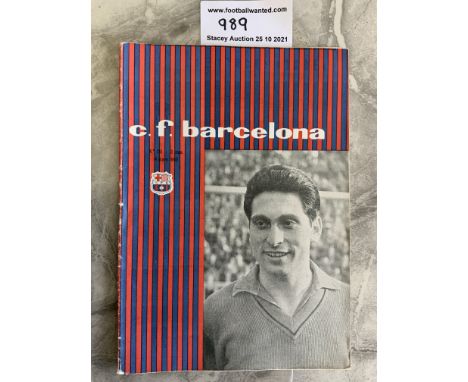 www.footballwanted.com
989
Stacey Auction 25 10 2021
c. f. barcelona